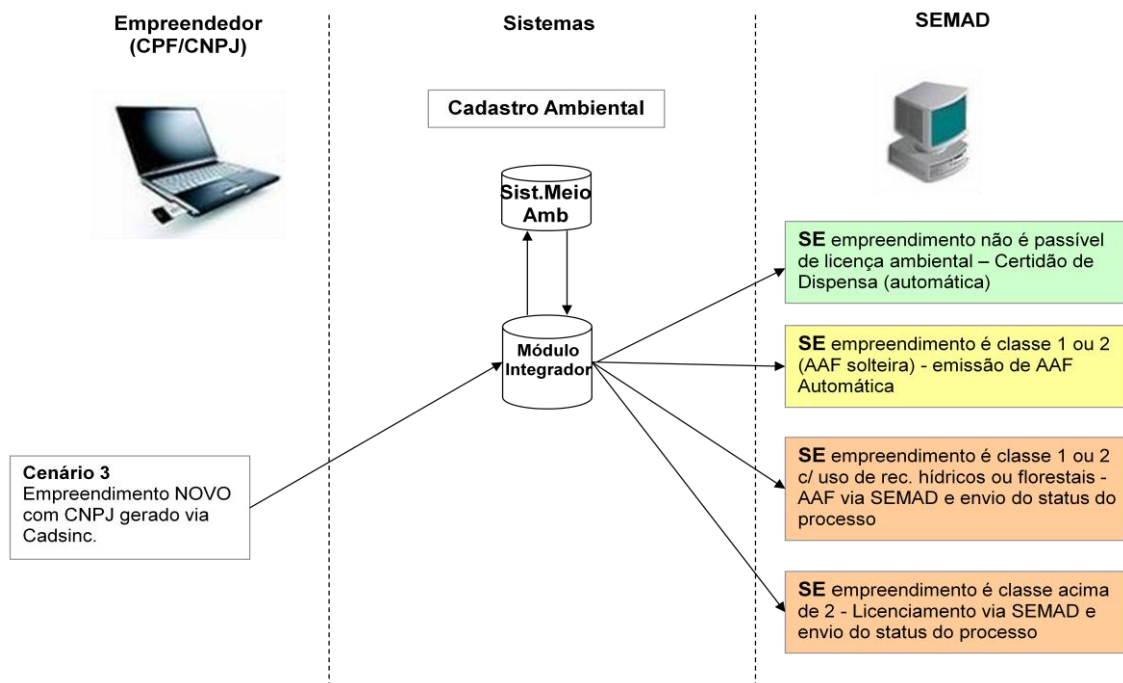 Empreendedor
(CPF/CNPJ)
Sistemas
SEMAD
Cadastro Ambiental
Sist.Meio
Amb
Módulo
Integrador
Cenário 3
Empreendimento NOVO
com CNPJ gerado via
Cadsinc.
SE empreendimento não é passível
de licença ambiental – Certidão de
Dispensa (automática)
SE empreendimento é classe 1 ou 2
(AAF solteira) - emissão de AAF
Automática
SE empreendimento é classe 1 ou 2
c/ uso de rec. hídricos ou florestais -
AAF via SEMAD e envio do status do
processo
SE empreendimento é classe acima
de 2 - Licenciamento via SEMAD e
envio do status do processo